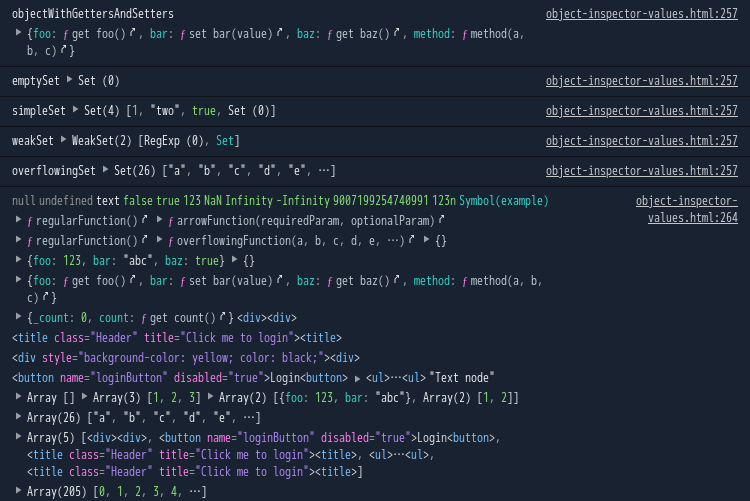 objectWithGettersAndSetters object-inspector-values.html:257
{foo: ƒ get foo(), bar: ƒ set bar(value), baz: ƒ get baz(), method: ƒ method(a,
b, c)}
emptySet Set (0) object-inspector-values.html:257
simpleSet Set(4) [1, "two", true, Set (0)] object-inspector-values.html:257
weakSet WeakSet(2) [RegExp (0), Set] object-inspector-values.html:257
overflowingSet Set(26) ["a", "b", "c", "d", "e", …] object-inspector-values.html:257
null undefined text false true 123 NaN Infinity -Infinity 9007199254740991 123n Symbol(example) object-inspector-
values.html:264
ƒ regularFunction() ƒ arrowFunction(requiredParam, optionalParam)
ƒ regularFunction() ƒ overflowingFunction(a, b, c, d, e, …) {}
{foo: 123, bar: "abc", baz: true} {}
{foo: ƒ get foo(), bar: ƒ set bar(value), baz: ƒ get baz(), method: ƒ method(a, b,
c)}
{_count: 0, count: ƒ get count()} <div><div>
<title class="Header" title="Click me to login"><title>
<div style="background-color: yellow; color: black;"><div>
<button name="loginButton" disabled="true">Login<button> <ul>…<ul> "Text node"
Array [] Array(3) [1, 2, 3] Array(2) [{foo: 123, bar: "abc"}, Array(2) [1, 2]]
Array(26) ["a", "b", "c", "d", "e", …]
Array(5) [<div><div>, <button name="loginButton" disabled="true">Login<button>,
<title class="Header" title="Click me to login"><title>, <ul>…<ul>,
<title class="Header" title="Click me to login"><title>]
Array(205) [0, 1, 2, 3, 4, …]